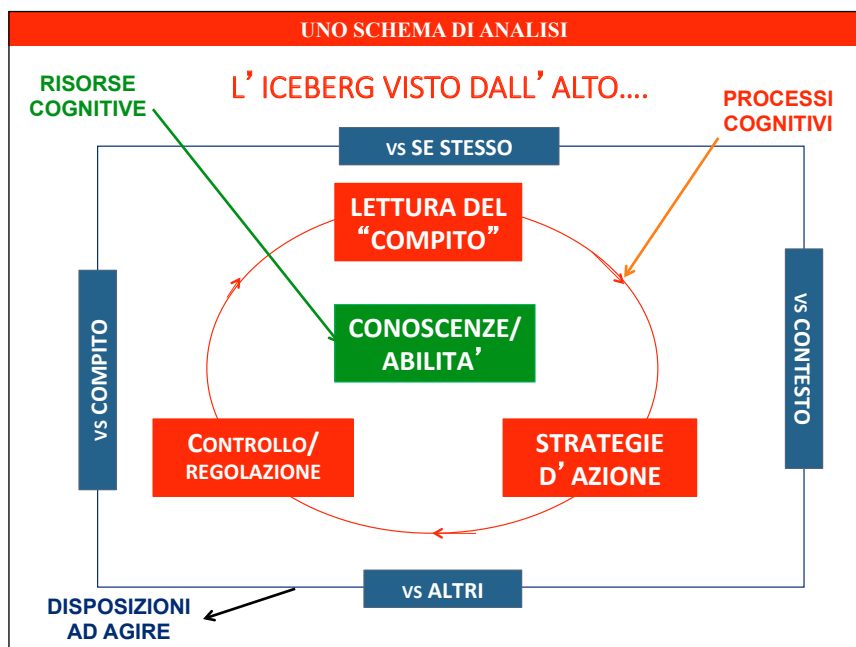 UNO SCHEMA DI ANALISI
RISORSE
COGNITIVE
L’ ICEBERG VISTO DALL’ ALTO….
PROCESSI
COGNITIVI
VS SE STESSO
LETTURA DEL
“COMPITO”
VS COMPITO
CONOSCENZE/
ABILITA’
VS CONTESTO
CONTROLLO/
REGOLAZIONE
STRATEGIE
D’ AZIONE
VS ALTRI
DISPOSIZIONI
AD AGIRE